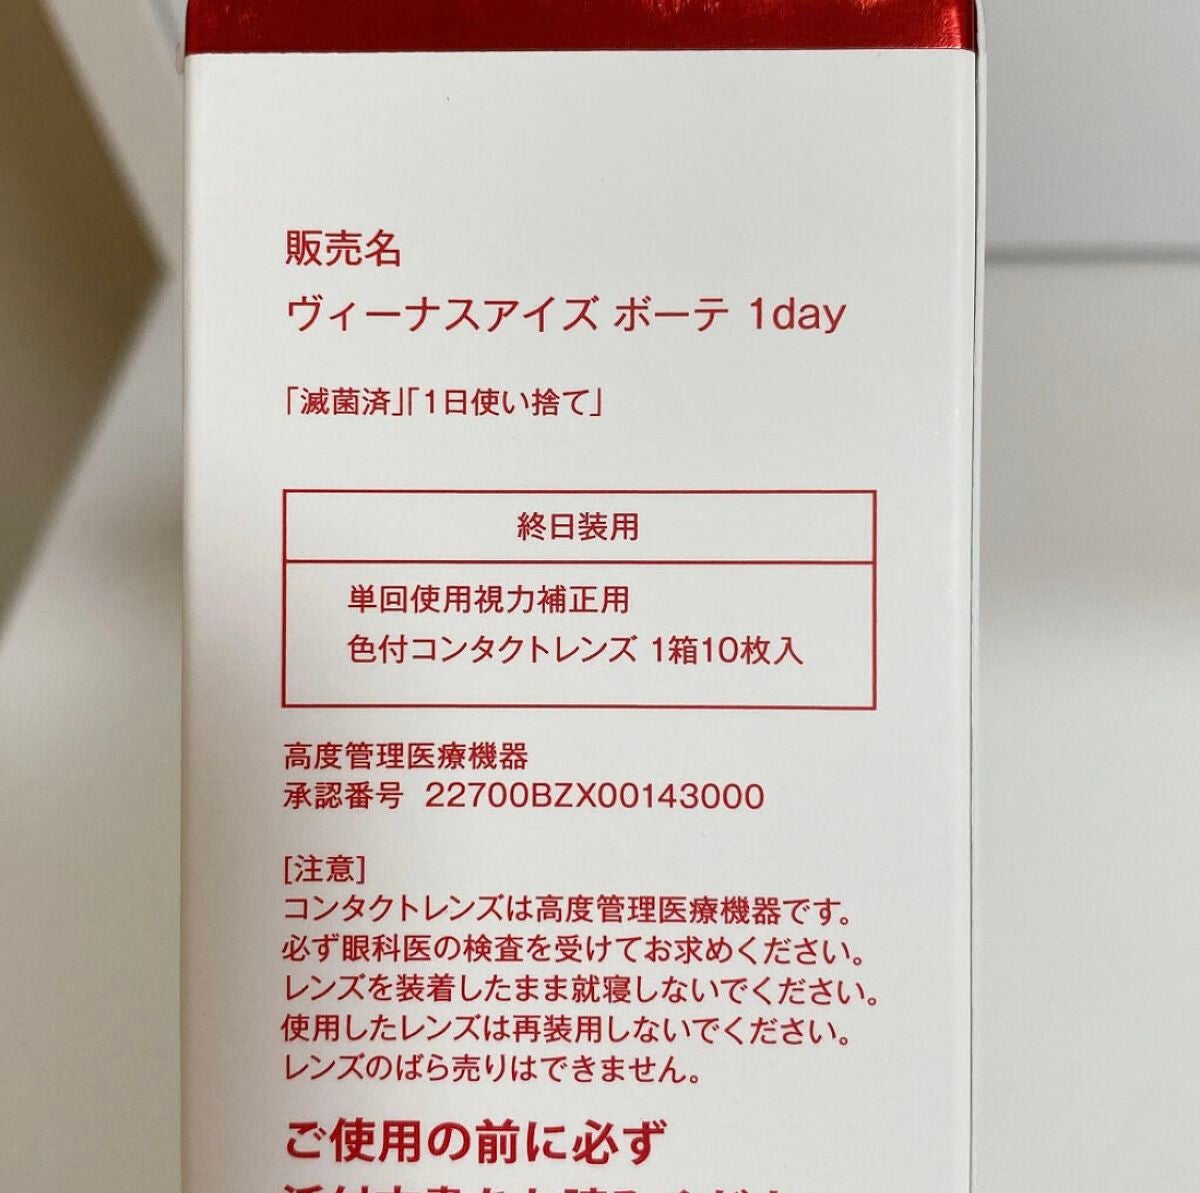 販売名
ヴィーナスアイズ ボーテ 1day
「滅菌済」「1日使い捨て」
終日装用
単回使用視力補正用
色付コンタクトレンズ 1箱10枚入
高度管理医療機器
承認番号 22700BZX00143000
[注意]
コンタクトレンズは高度管理医療機器です。
必ず眼科医の検査を受けてお求めください。
レンズを装着したまま就寝しないでください。
使用したレンズは再装用しないでください。
レンズのばら売りはできません。
ご使用の前に必ず